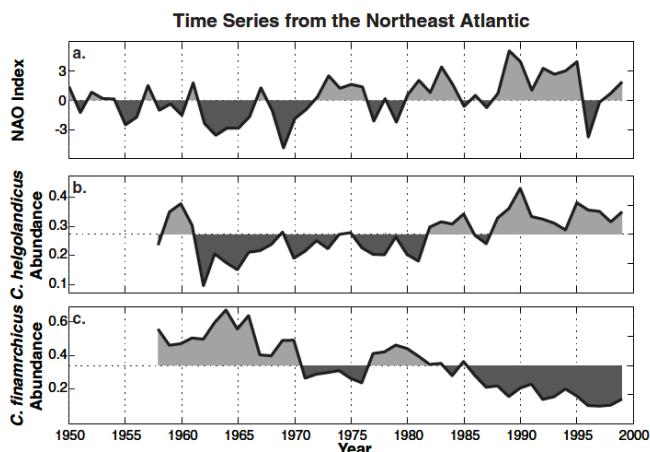 Time Series from the Northeast Atlantic
a.
NAO Index
3
0
-3
b.
C. helgolandicus
Abundance
0.4
0.3
0.2
0.1
c.
C. finamrchicus
Abundance
0.6
0.4
0.2
1950 1955 1960 1965 1970 1975 1980 1985 1990 1995 2000
Year